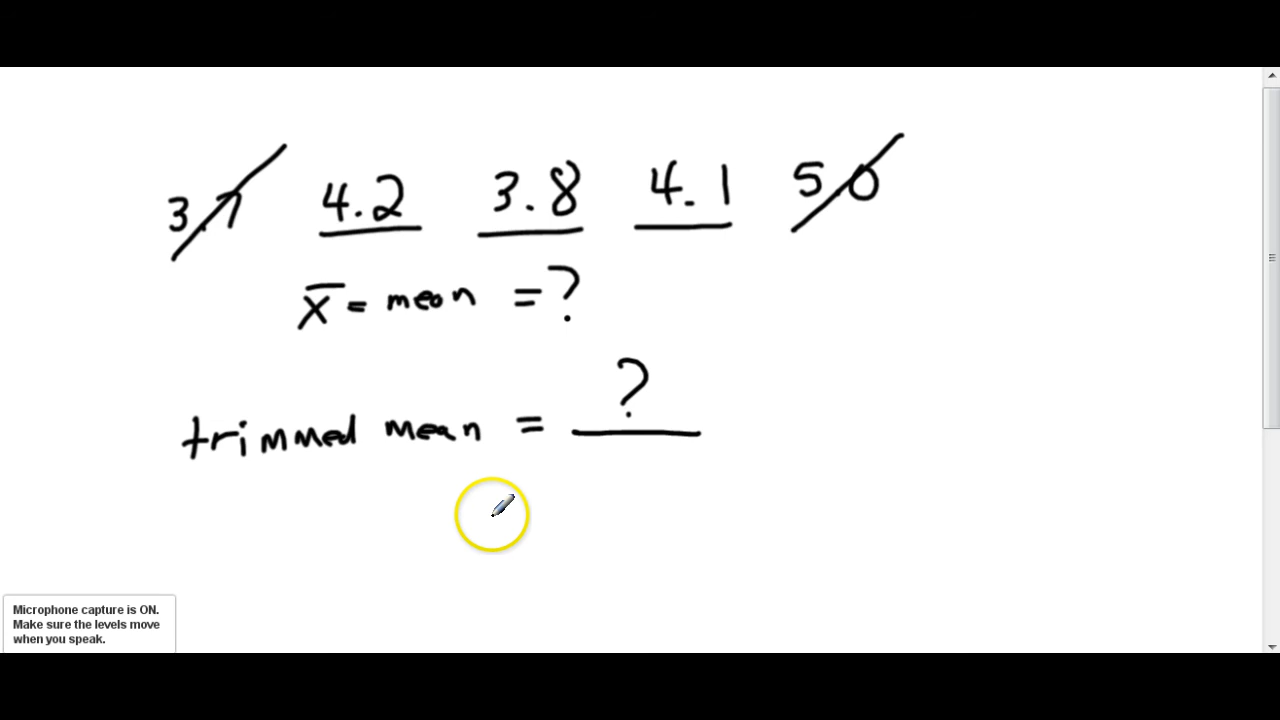 3.7 4.2 3.8 4.1 5.0
x̅ = mean = ?
?
trimmed mean =
Microphone capture is ON.
Make sure the levels move
when you speak.